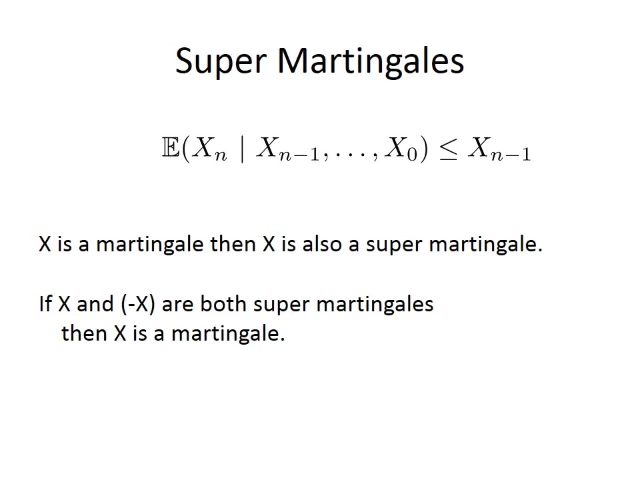 Super Martingales
𝔼(Xₙ | Xₙ₋₁, . . . , X₀) ≤ Xₙ₋₁
X is a martingale then X is also a super martingale.
If X and (-X) are both super martingales
then X is a martingale.